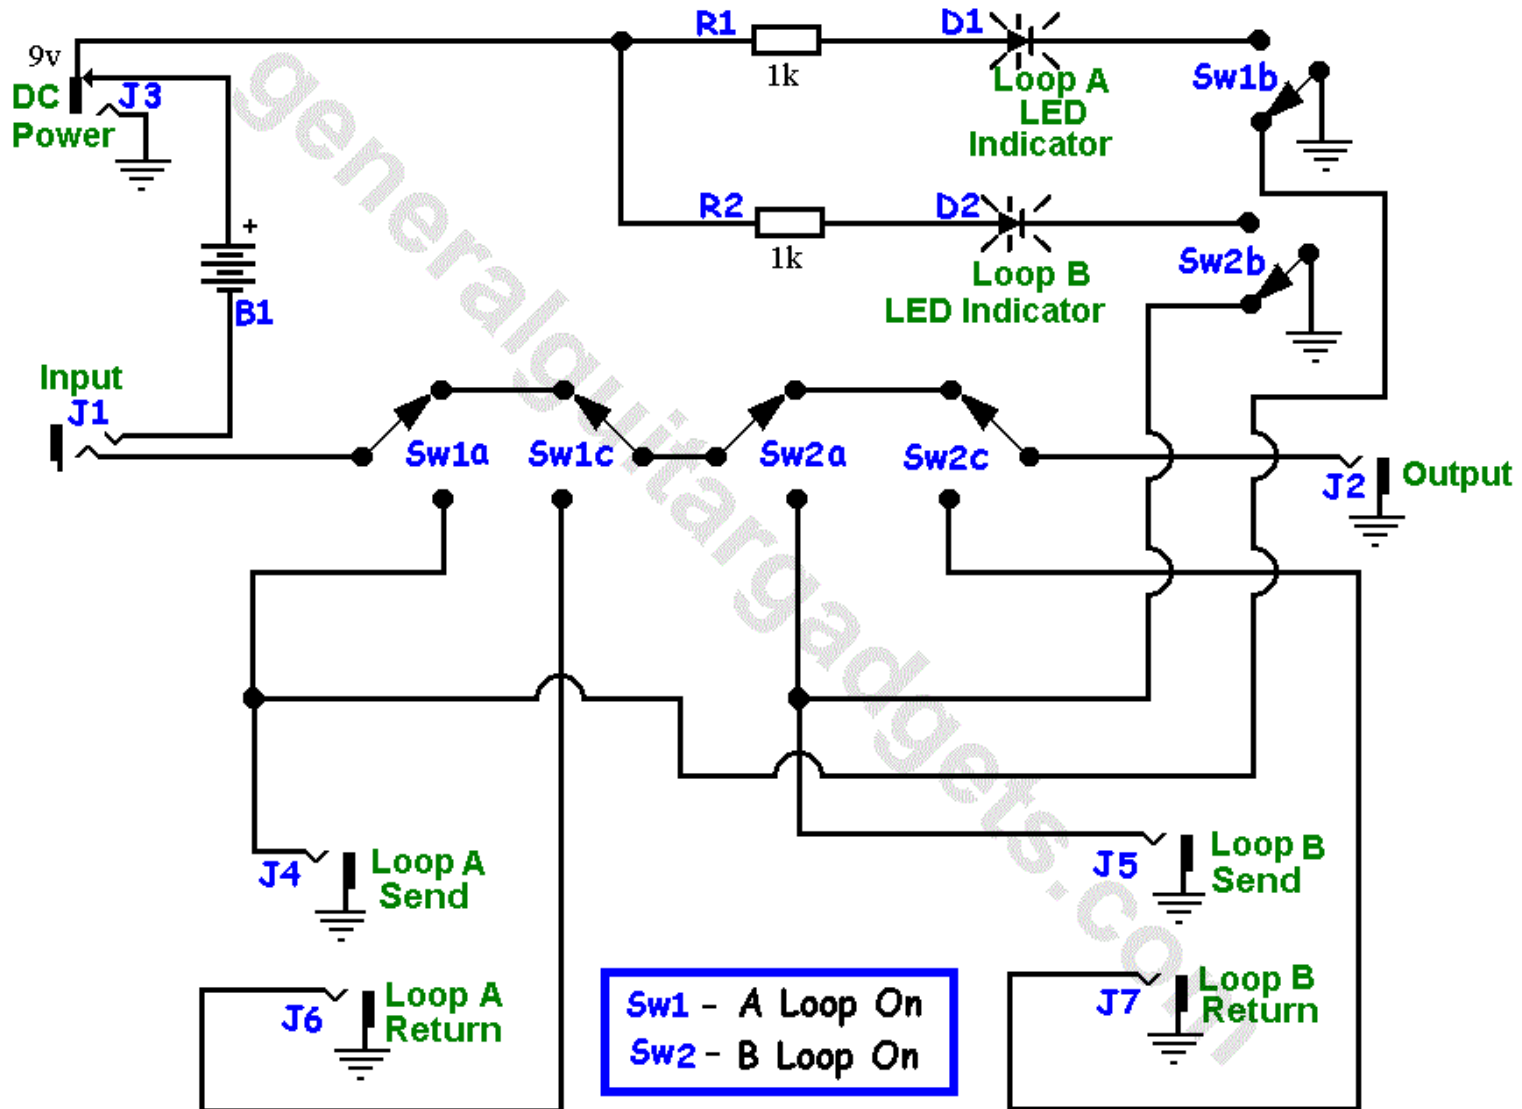 R1
D1
9v
1k
Loop A
LED
Indicator
Sw1b
DC
Power
J3
R2
D2
1k
Loop B
LED Indicator
Sw2b
+
B1
Input
J1
Sw1a
Sw1c
Sw2a
Sw2c
J2
Output
J4
Loop A
Send
J5
Loop B
Send
J6
Loop A
Return
J7
Loop B
Return
Sw1 - A Loop On
Sw2 - B Loop On
generalguitargadgets.com